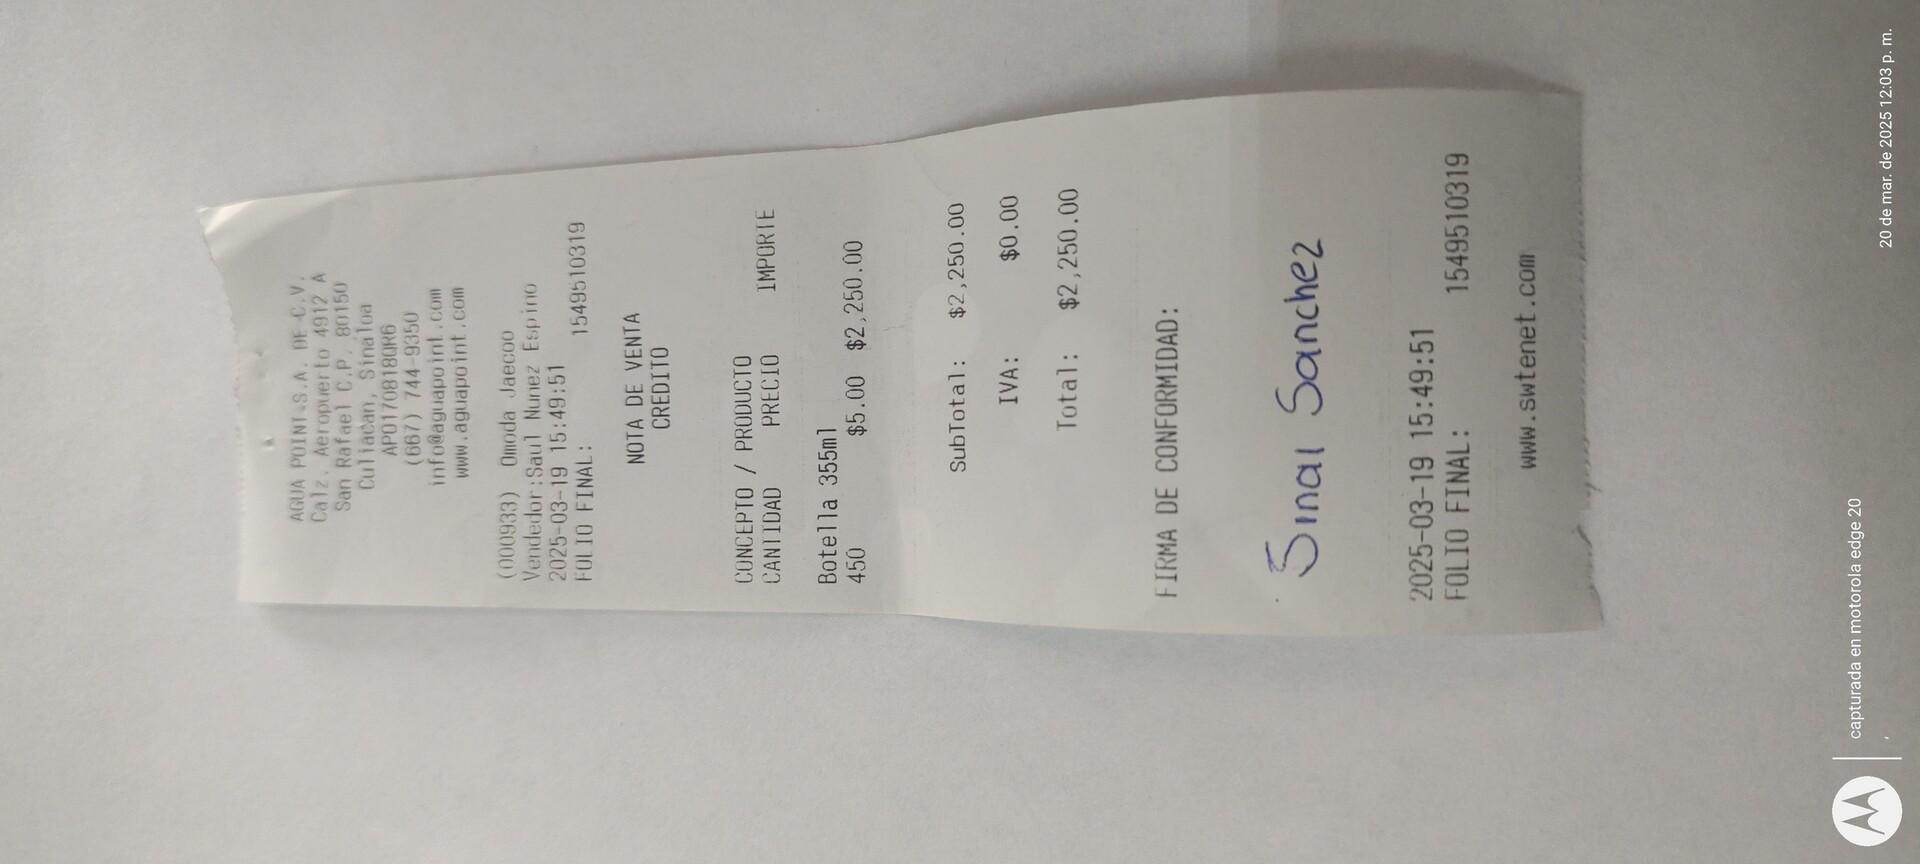 AGUA POINT S.A. DE C.V.
Calz. Aeropuerto 4912 A
San Rafael C.P. 80150
Culiacan, Sinaloa
APO170818QR6
(667) 744-9350
info@aguapoint.com
www.aguapoint.com
(000933) Omoda Jaecoo
Vendedor:Saul Nunez Espino
2025-03-19 15:49:51
FOLIO FINAL: 1549510319
NOTA DE VENTA
CREDITO
CONCEPTO / PRODUCTO
CANTIDAD PRECIO IMPORTE
Botella 355ml
450 $5.00 $2,250.00
SubTotal: $2,250.00
IVA: $0.00
Total: $2,250.00
FIRMA DE CONFORMIDAD:
Sinai Sanchez
2025-03-19 15:49:51
FOLIO FINAL: 1549510319
www.swtenet.com
capturada en motorola edge 20
20 de mar. de 2025 12:03 p. m.